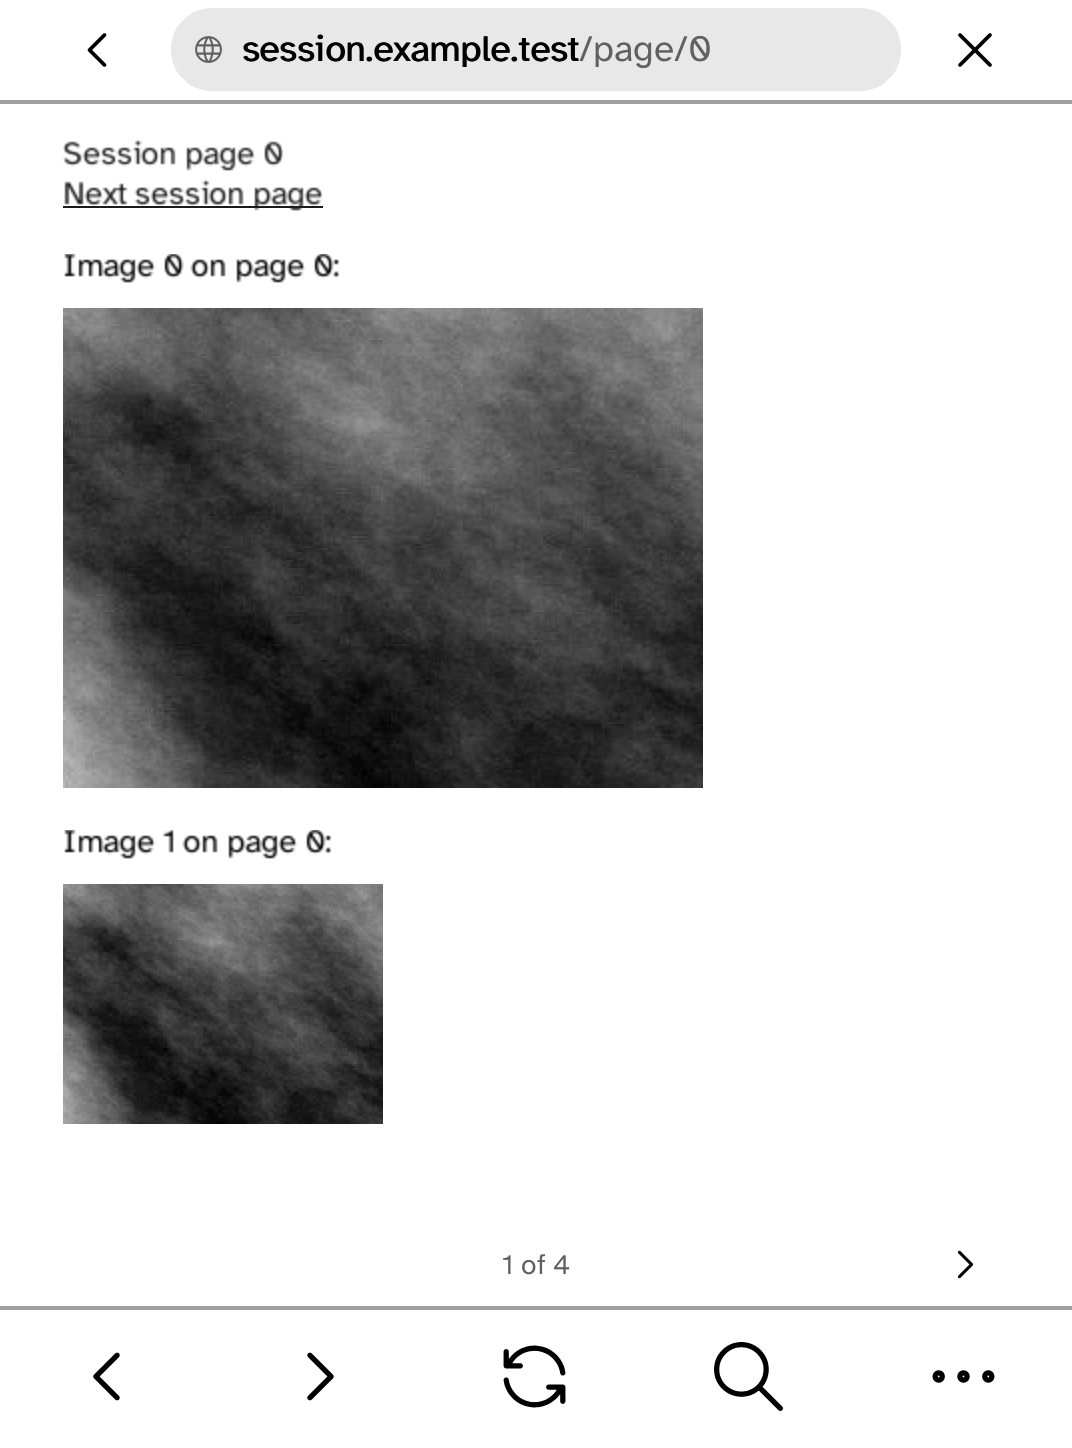 session.example.test/page/0
Session page 0
Next session page
Image 0 on page 0:
Image 1 on page 0:
1 of 4